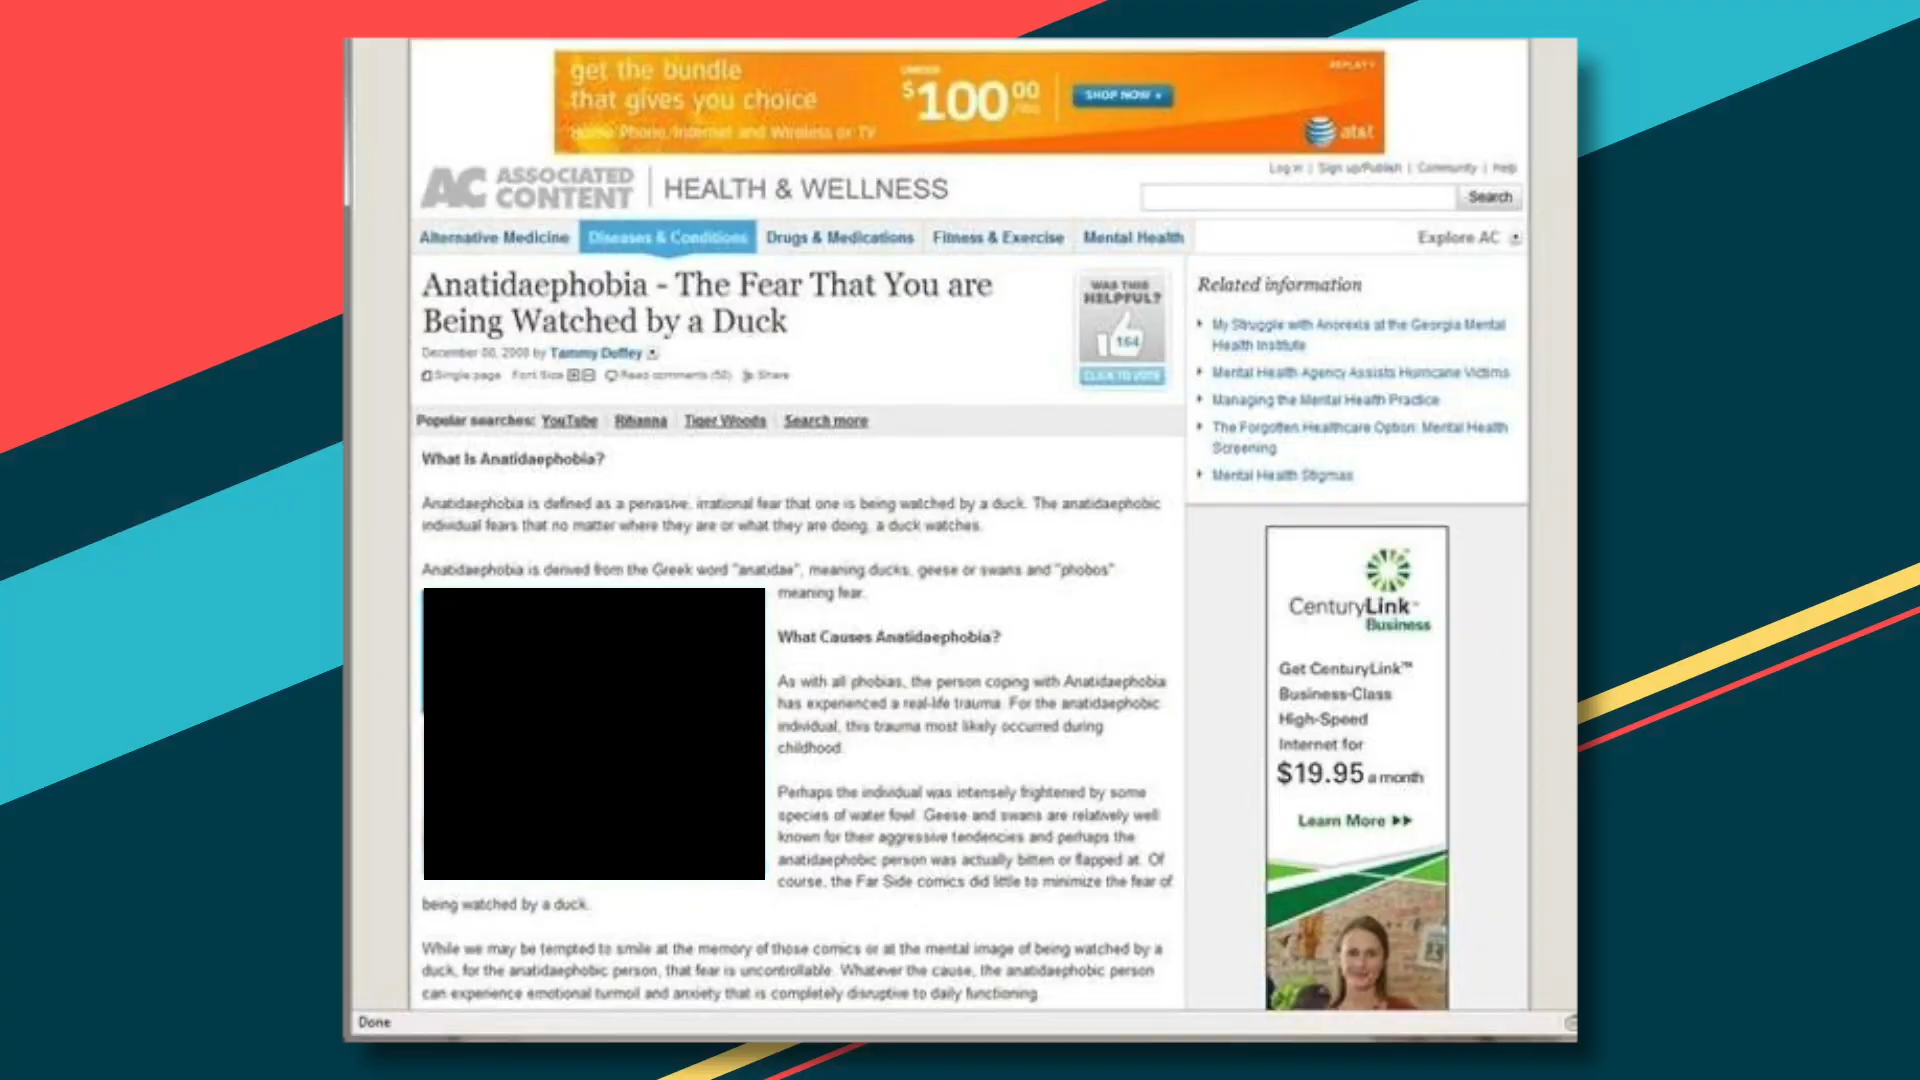 get the bundle
that gives you choice
Home Phone, Internet and Wireless or TV
$100.00
/mo
SHOP NOW
REPLAY
at&t
Log in | Sign up/Publish | Community | Help
AC ASSOCIATED CONTENT | HEALTH & WELLNESS
Search
Alternative Medicine Diseases & Conditions Drugs & Medications Fitness & Exercise Mental Health Explore AC
Anatidaephobia - The Fear That You are
Being Watched by a Duck
by Tammy Duffey
Single page Font Size Read comments (50) Share
WAS THIS
HELPFUL?
164
CLICK TO VOTE
Popular searches: YouTube Rihanna Tiger Woods Search more
What Is Anatidaephobia?
Anatidaephobia is defined as a pervasive, irrational fear that one is being watched by a duck. The anatidaephobic
individual fears that no matter where they are or what they are doing, a duck watches.
Anatidaephobia is derived from the Greek word "anatidae", meaning ducks, geese or swans and "phobos"
meaning fear.
What Causes Anatidaephobia?
As with all phobias, the person coping with Anatidaephobia
has experienced a real-life trauma. For the anatidaephobic
individual, this trauma most likely occurred during
childhood.
Perhaps the individual was intensely frightened by some
species of water fowl. Geese and swans are relatively well
known for their aggressive tendencies and perhaps the
anatidaephobic person was actually bitten or flapped at. Of
course, the Far Side comics did little to minimize the fear of
being watched by a duck.
While we may be tempted to smile at the memory of those comics or at the mental image of being watched by a
duck, for the anatidaephobic person, that fear is uncontrollable. Whatever the cause, the anatidaephobic person
can experience emotional turmoil and anxiety that is completely disruptive to daily functioning.
Related information
My Struggle with Anorexia at the Georgia Mental
Health Institute
Mental Health Agency Assists Hurricane Victims
Managing the Mental Health Practice
The Forgotten Healthcare Option: Mental Health
Screening
Mental Health Stigmas
CenturyLink™
Business
Get CenturyLink™
Business-Class
High-Speed
Internet for
$19.95 a month
Learn More
Done